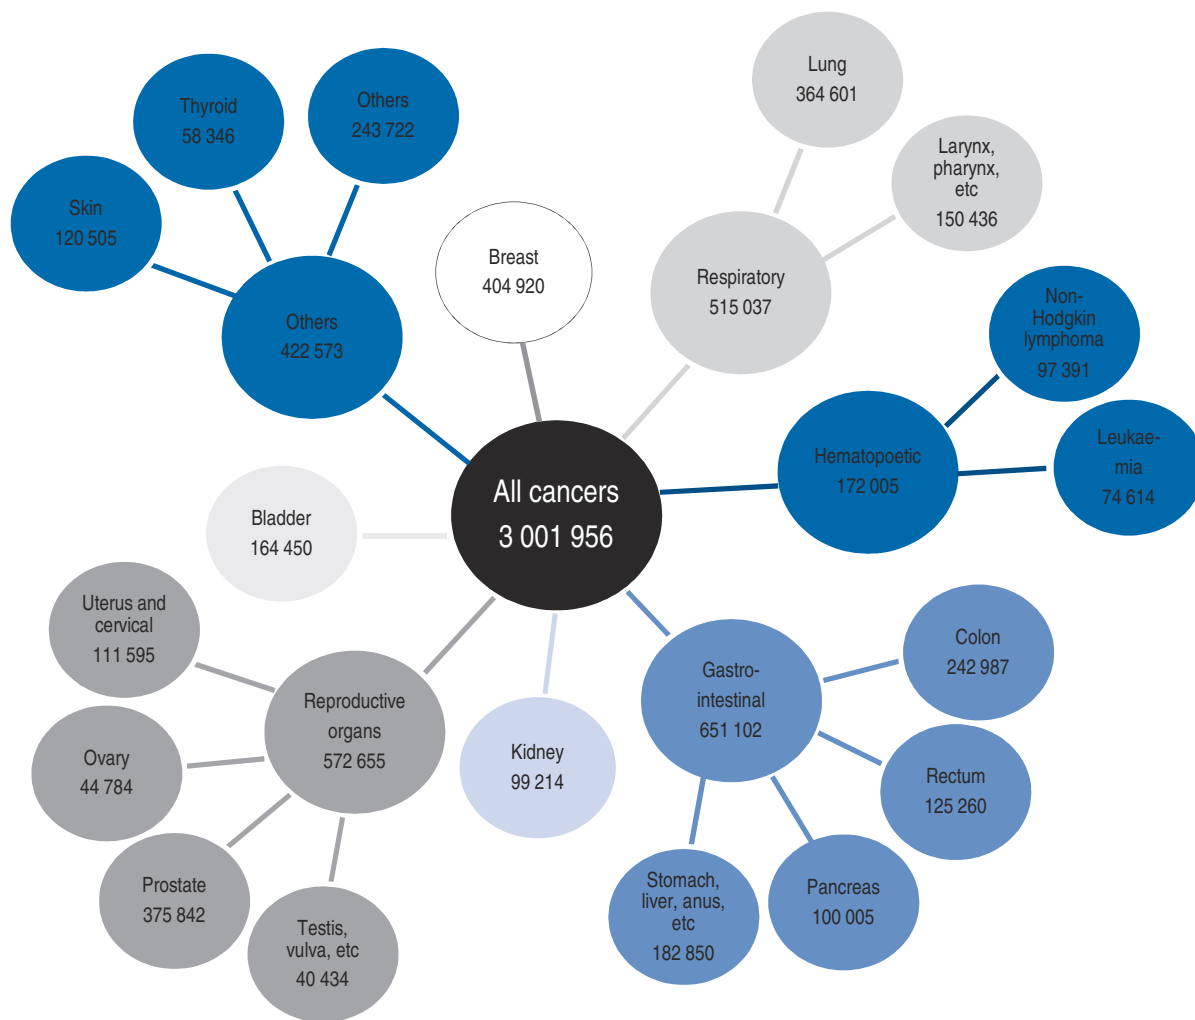 Lung
364 601
Thyroid
58 346
Others
243 722
Larynx,
pharynx,
etc
150 436
Skin
120 505
Breast
404 920
Respiratory
515 037
Others
422 573
Non-
Hodgkin
lymphoma
97 391
Hematopoetic
172 005
Leukae-
mia
74 614
All cancers
3 001 956
Bladder
164 450
Uterus and
cervical
111 595
Colon
242 987
Gastro-
intestinal
651 102
Reproductive
organs
572 655
Ovary
44 784
Kidney
99 214
Rectum
125 260
Prostate
375 842
Testis,
vulva, etc
40 434
Stomach,
liver, anus,
etc
182 850
Pancreas
100 005